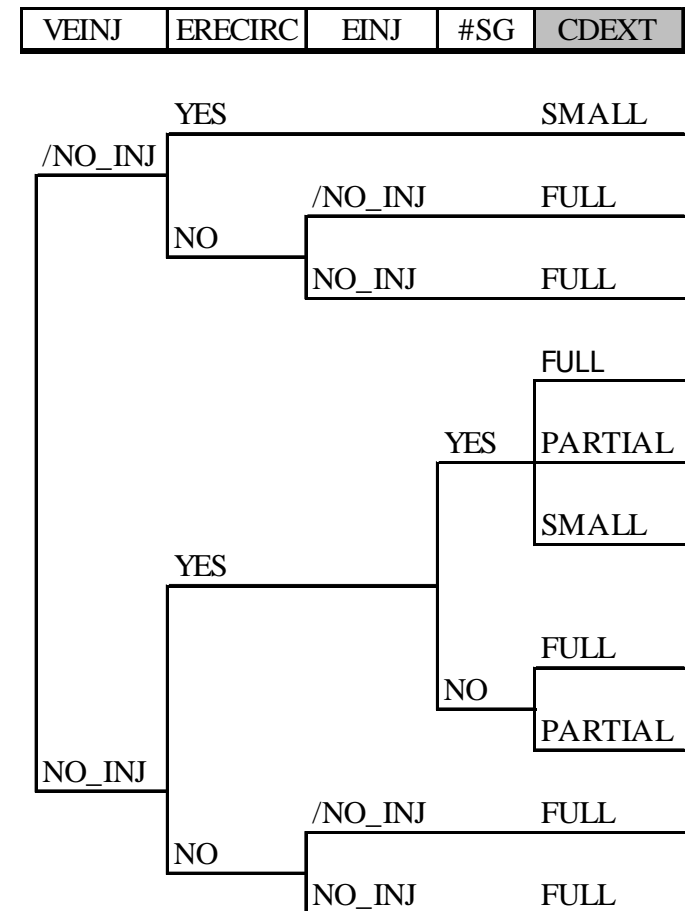 VEINJ ERECIRC EINJ #SG CDEXT
YES SMALL
/NO_INJ
/NO_INJ FULL
NO
NO_INJ FULL
FULL
YES PARTIAL
SMALL
YES
FULL
NO
PARTIAL
NO_INJ
/NO_INJ FULL
NO
NO_INJ FULL